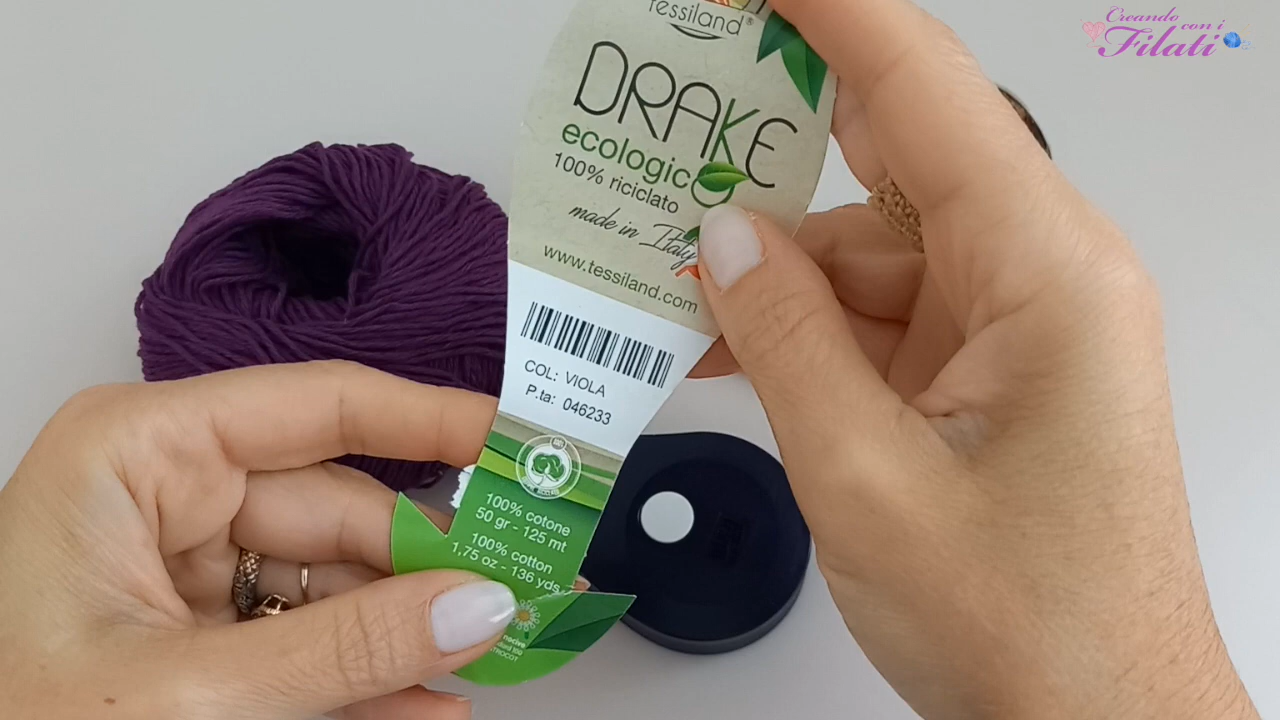 Creando
con i
Filati
tessiland®
DRAKE
ecologico
100% riciclato
made in Italy
www.tessiland.com
COL: VIOLA
P.ta: 046233
100% cotone
50 gr - 125 mt
100% cotton
1,75 oz - 136 yds
nocive